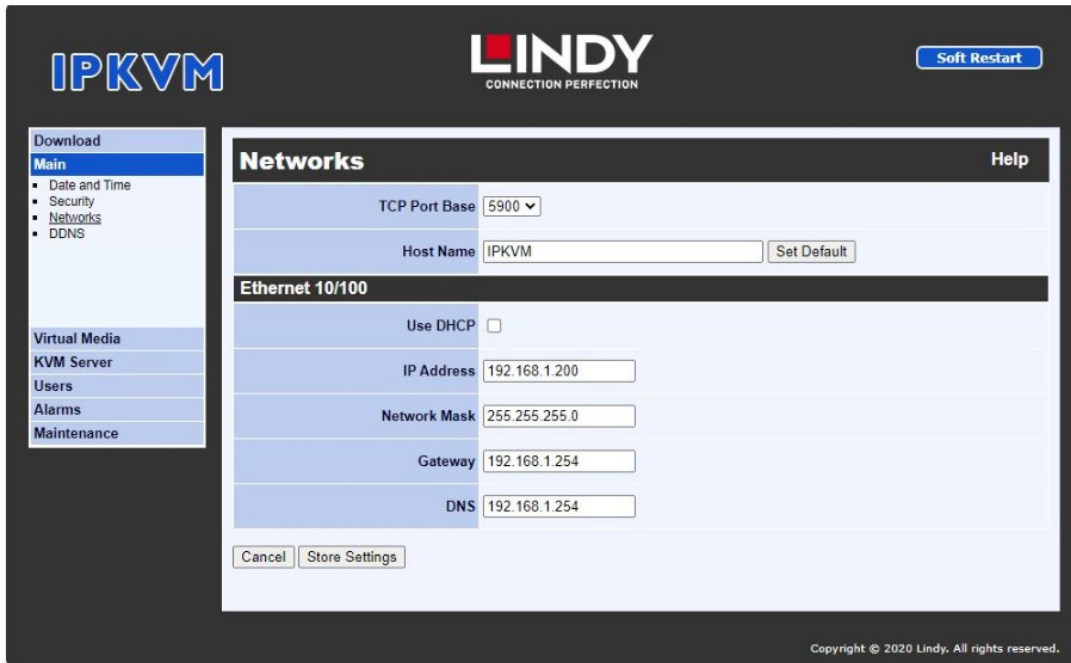 IPKVM
LINDY
CONNECTION PERFECTION
Soft Restart
Download
Main
Date and Time
Security
Networks
DDNS
Virtual Media
KVM Server
Users
Alarms
Maintenance
Networks Help
TCP Port Base 5900
Host Name IPKVM Set Default
Ethernet 10/100
Use DHCP
IP Address 192.168.1.200
Network Mask 255.255.255.0
Gateway 192.168.1.254
DNS 192.168.1.254
Cancel Store Settings
Copyright © 2020 Lindy. All rights reserved.